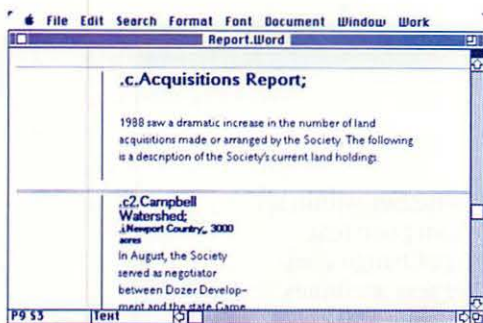 File Edit Search Format Font Document Window Work
Report.Word
.c.Acquisitions Report;
1988 saw a dramatic increase in the number of land
acquisitions made or arranged by the Society. The following
is a description of the Society's current land holdings.
.c2.Campbell
Watershed;
.i.Newport Country;, 3000
acres
In August, the Society
served as negotiator
between Dozer Develop-
ment and the state Game
P9 S3 Text